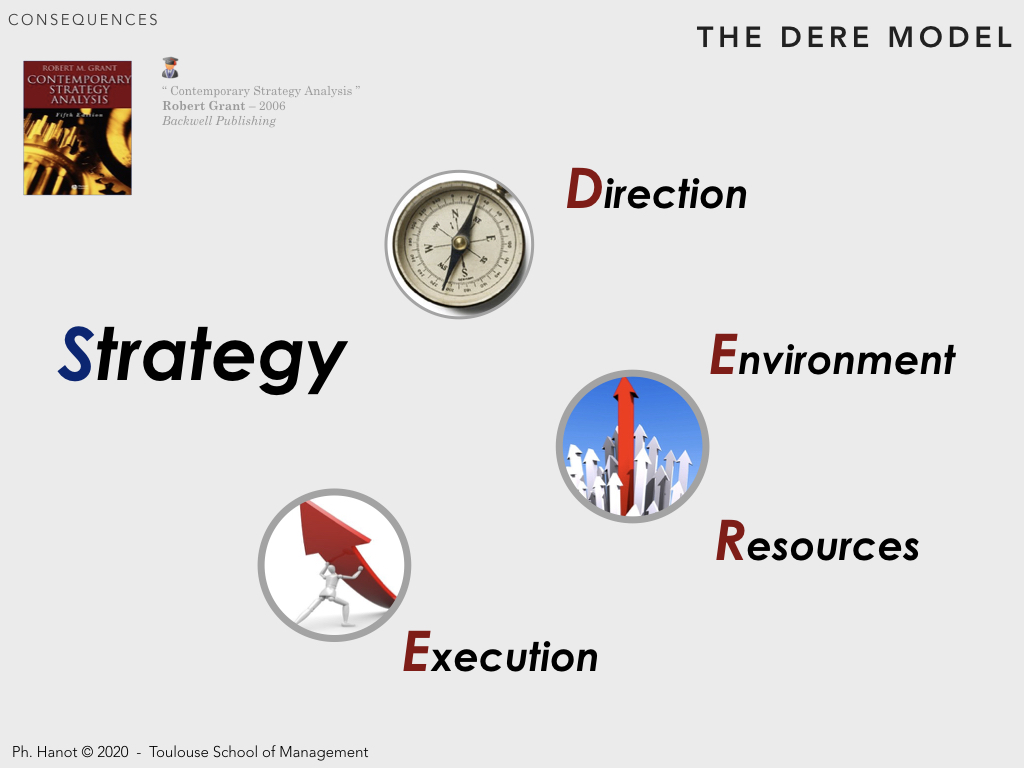 CONSEQUENCES
THE DERE MODEL
ROBERT M. GRANT
CONTEMPORARY
STRATEGY
ANALYSIS
Fifth Edition
“ Contemporary Strategy Analysis ”
Robert Grant – 2006
Backwell Publishing
Direction
N
E
S
W
Strategy
Environment
Resources
Execution
Ph. Hanot © 2020 - Toulouse School of Management